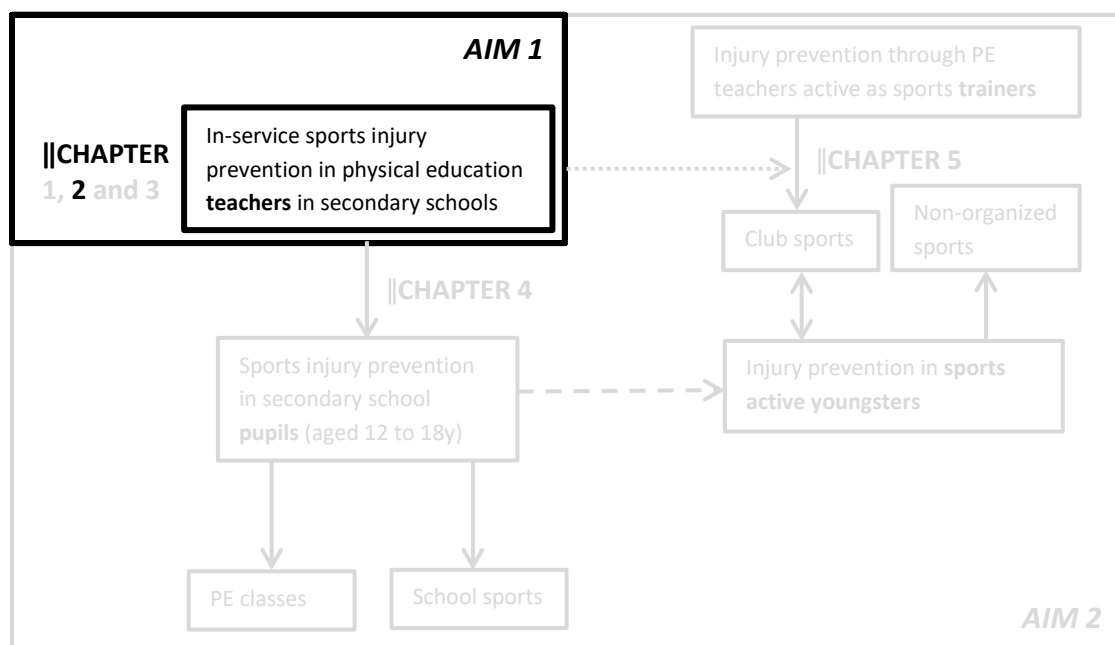 AIM 1
||CHAPTER
1, 2 and 3
In-service sports injury
prevention in physical education
teachers in secondary schools
Injury prevention through PE
teachers active as sports trainers
||CHAPTER 5
Club sports
Non-organized
sports
||CHAPTER 4
Sports injury prevention
in secondary school
pupils (aged 12 to 18y)
Injury prevention in sports
active youngsters
PE classes
School sports
AIM 2